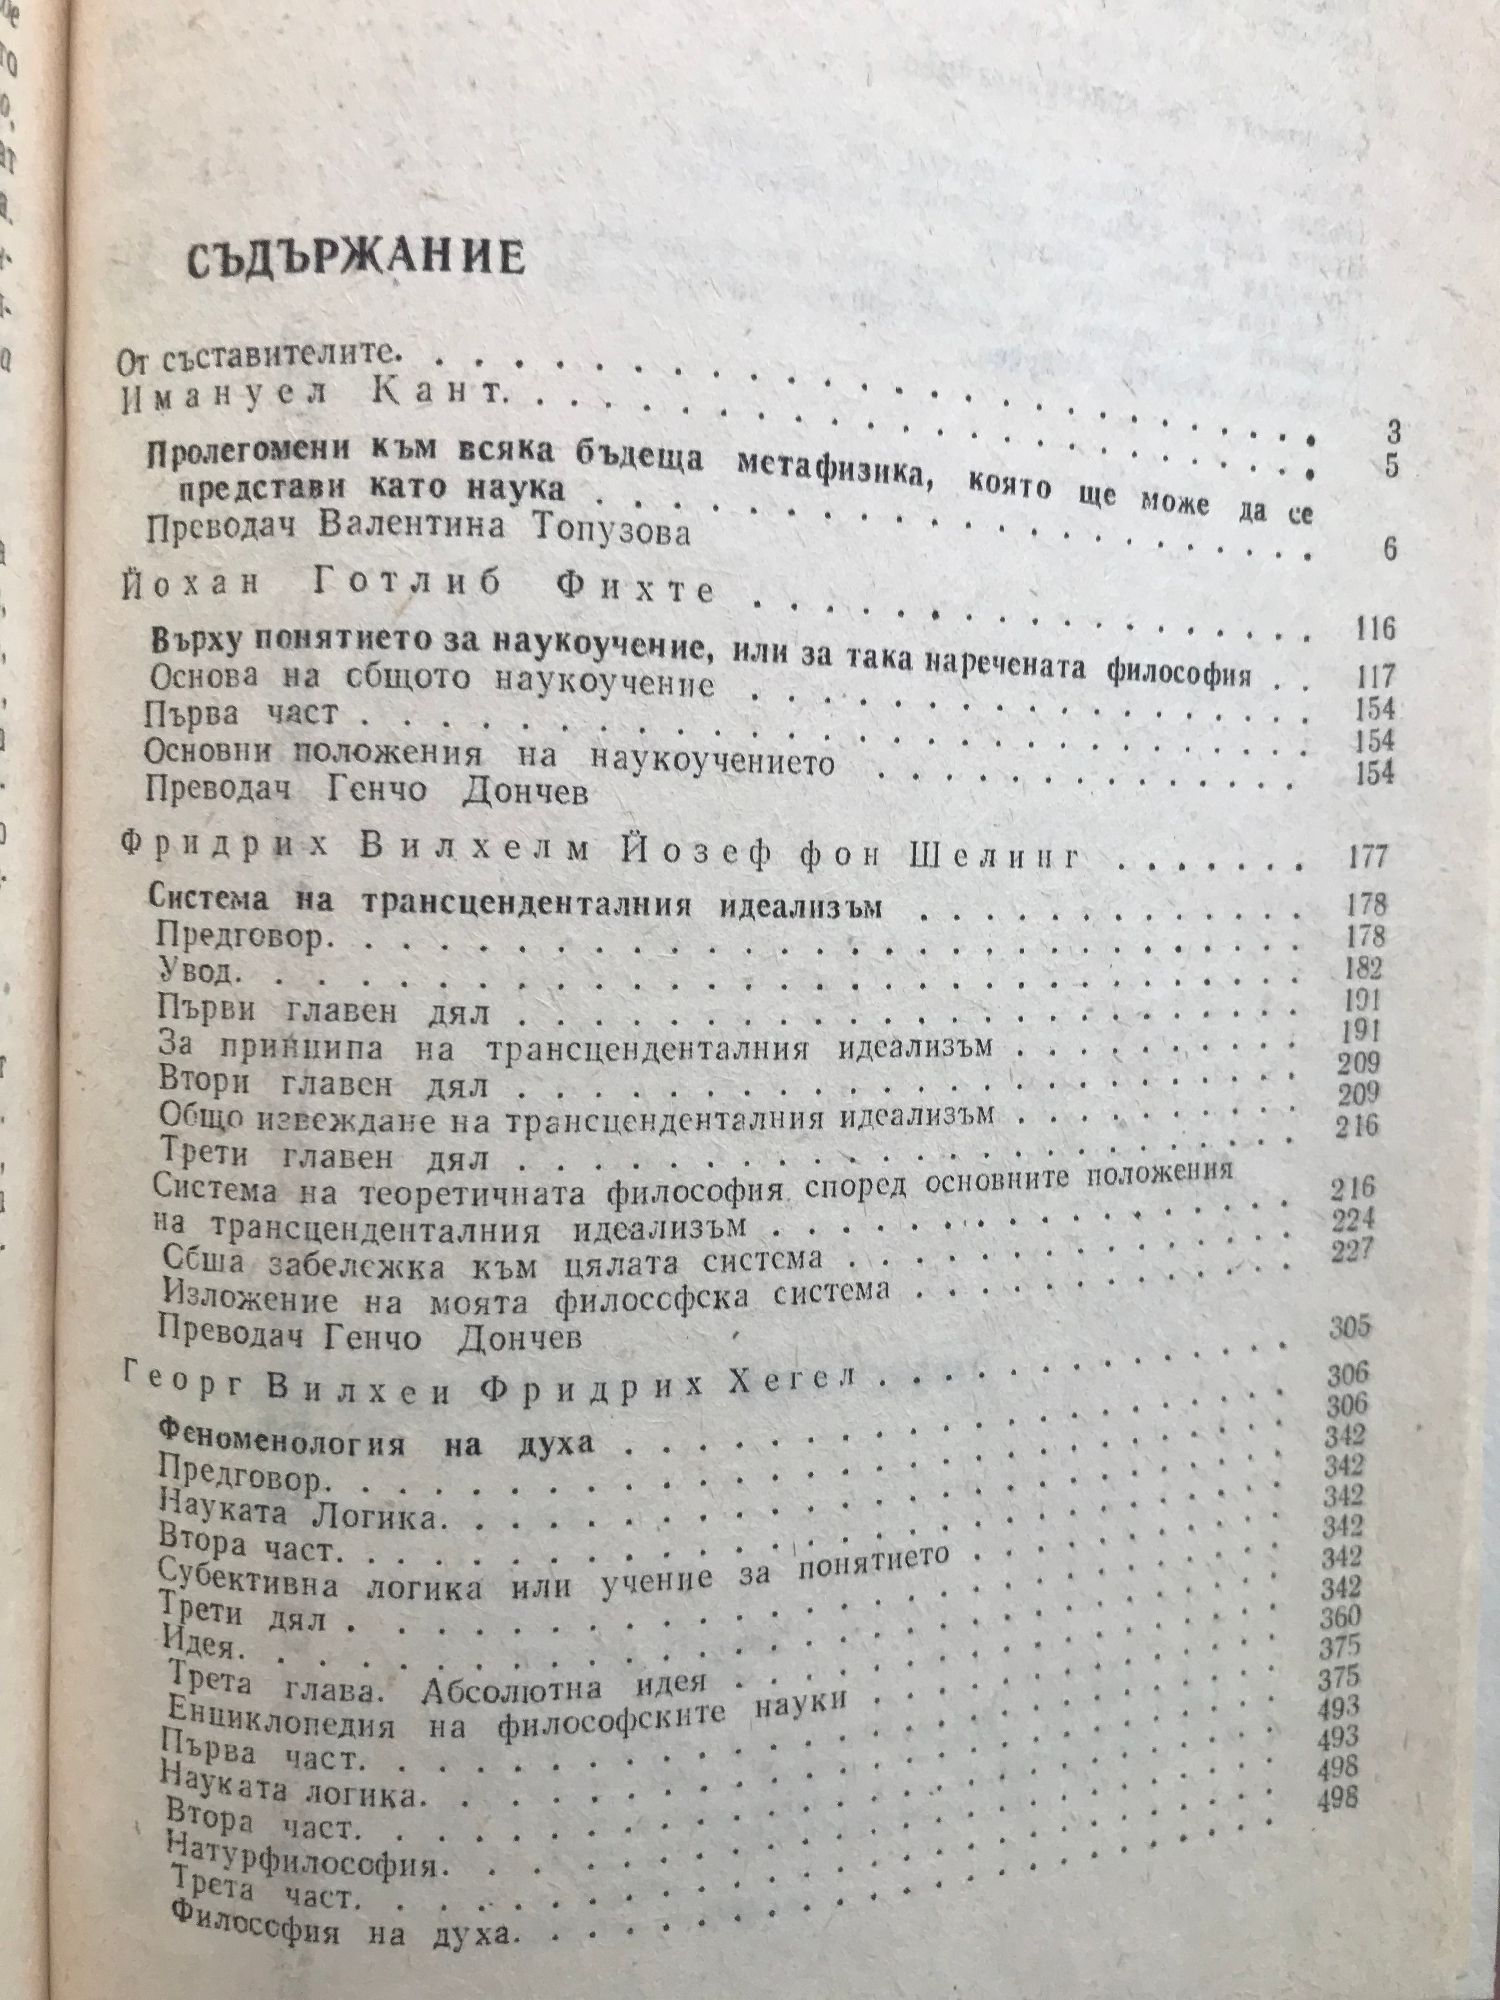 СЪДЪРЖАНИЕ
От съставителите. . . . . . . . . . . . . . . . . . . . . . 3
Имануел Кант. . . . . . . . . . . . . . . . . . . . 5
Пролегомени към всяка бъдеща метафизика, която ще може да се
представи като наука . . . . . . . . . . . . . . . . . . 6
Преводач Валентина Топузова
Йохан Готлиб Фихте . . . . . . . . . . . . . . . 116
Върху понятието за наукоучение, или за така наречената философия . . 117
Основа на сбщото наукоучение . . . . . . . . . . . . . . . 154
Първа част . . . . . . . . . . . . . . . . . . . . . . . . . 154
Основни положения на наукоучението . . . . . . . . . . . . 154
Преводач Генчо Дончев
Фридрих Вилхелм Йозеф фон Шелинг . . . . . . . 177
Система на трансценденталния идеализъм . . . . . . . . . . . . 178
Предговор. . . . . . . . . . . . . . . . . . . . . . . . . 178
Увод. . . . . . . . . . . . . . . . . . . . . . . . . . . . 182
Първи главен дял . . . . . . . . . . . . . . . . . . . . . 191
За принципа на трансценденталния идеализъм . . . . . . . . . 191
Втори главен дял . . . . . . . . . . . . . . . . . . . . . 209
Общо извеждане на трансценденталния идеализъм . . . . . . . . 209
Трети главен дял . . . . . . . . . . . . . . . . . . . . . 216
Система на теоретичната философия според основните положения
на трансценденталния идеализъм . . . . . . . . . . . . . . 216
Сбша забележка към цялата система . . . . . . . . . . . . . 224
Изложение на моята философска система . . . . . . . . . . . 227
Преводач Генчо Дончев
Георг Вилхеи Фридрих Хегел . . . . . . . . . . . . 305
Феноменология на духа . . . . . . . . . . . . . . . . . . 306
Предговор. . . . . . . . . . . . . . . . . . . . . . . . . 306
Науката Логика. . . . . . . . . . . . . . . . . . . . . . 342
Втора част. . . . . . . . . . . . . . . . . . . . . . . . 342
Субективна логика или учение за понятието . . . . . . . . . 342
Трети дял . . . . . . . . . . . . . . . . . . . . . . . . 342
Идея. . . . . . . . . . . . . . . . . . . . . . . . . . . 342
Трета глава. Абсолютна идея . . . . . . . . . . . . . . . 342
Енциклопедия на философските науки . . . . . . . . . . . . 360
Първа част. . . . . . . . . . . . . . . . . . . . . . . . 375
Науката логика. . . . . . . . . . . . . . . . . . . . . . 375
Втора част. . . . . . . . . . . . . . . . . . . . . . . . 493
Натурфилософия. . . . . . . . . . . . . . . . . . . . . . 493
Трета част. . . . . . . . . . . . . . . . . . . . . . . . 498
Философия на духа. . . . . . . . . . . . . . . . . . . . 498